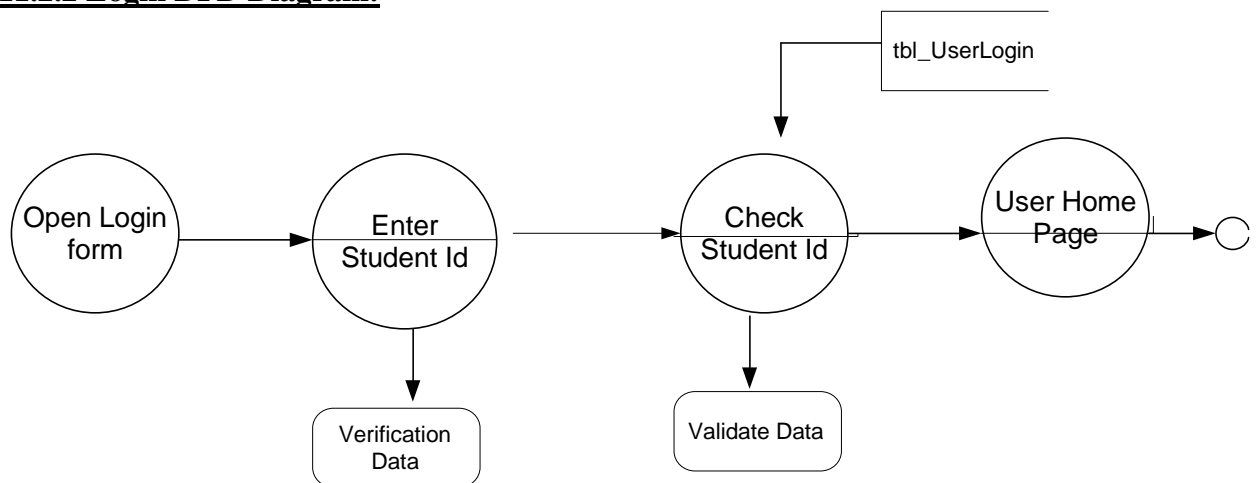 Login DFD Diagram:
tbl_UserLogin
Open Login
form
Enter
Student Id
Check
Student Id
User Home
Page
Verification
Data
Validate Data